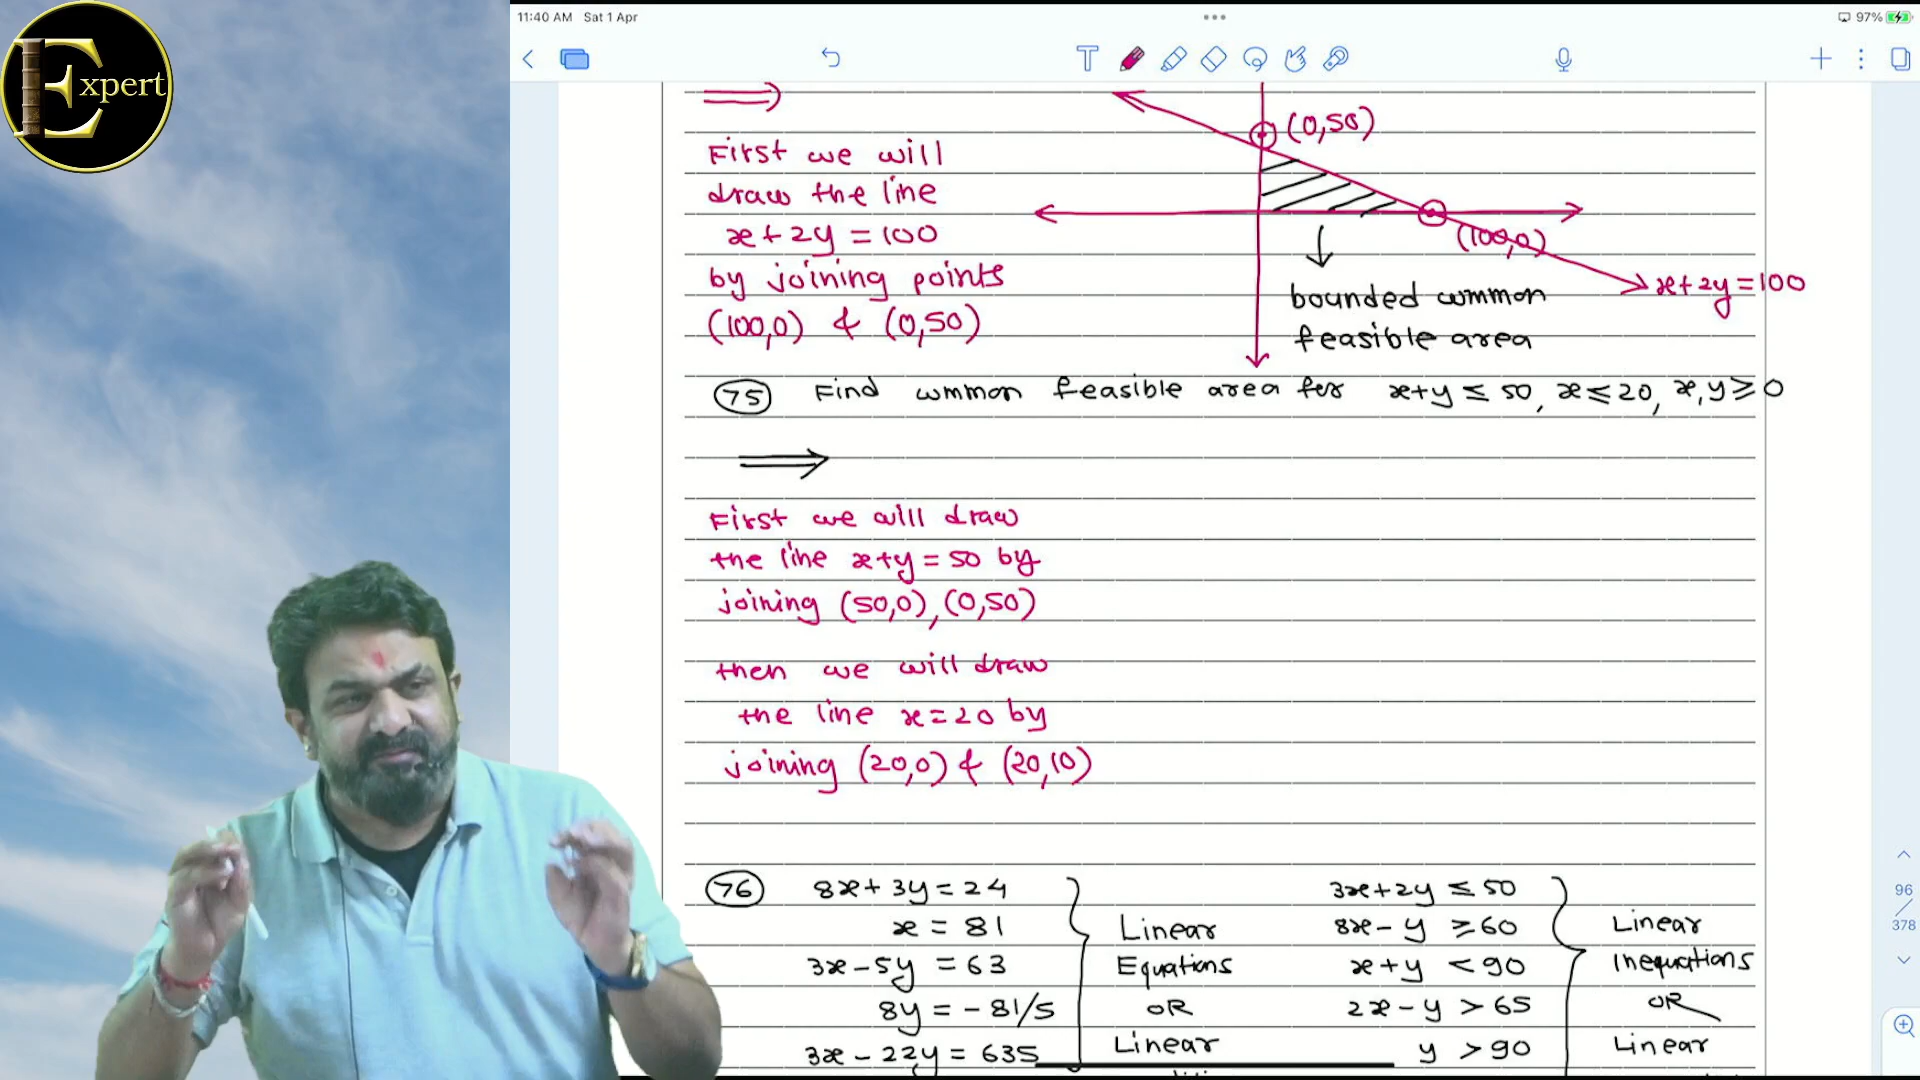 Expert
11:40 AM Sat 1 Apr
97%
(0,50)
First we will
draw the line
x+2y=100
by joining points
(100,0) & (0,50)
(100,0)
x+2y=100
bounded common
feasible area
75 Find common feasible area for x+y≤50, x≤20, x,y≥0
First we will draw
the line x+y=50 by
joining (50,0), (0,50)
then we will draw
the line x=20 by
joining (20,0) & (20,10)
76 8x+3y=24
x=81
3x-5y=63
8y=-81/5
3x-22y=635
Linear
Equations
OR
Linear
3x+2y≤50
8x-y≥60
x+y<90
2x-y>65
y>90
Linear
Inequations
OR
Linear
96
378